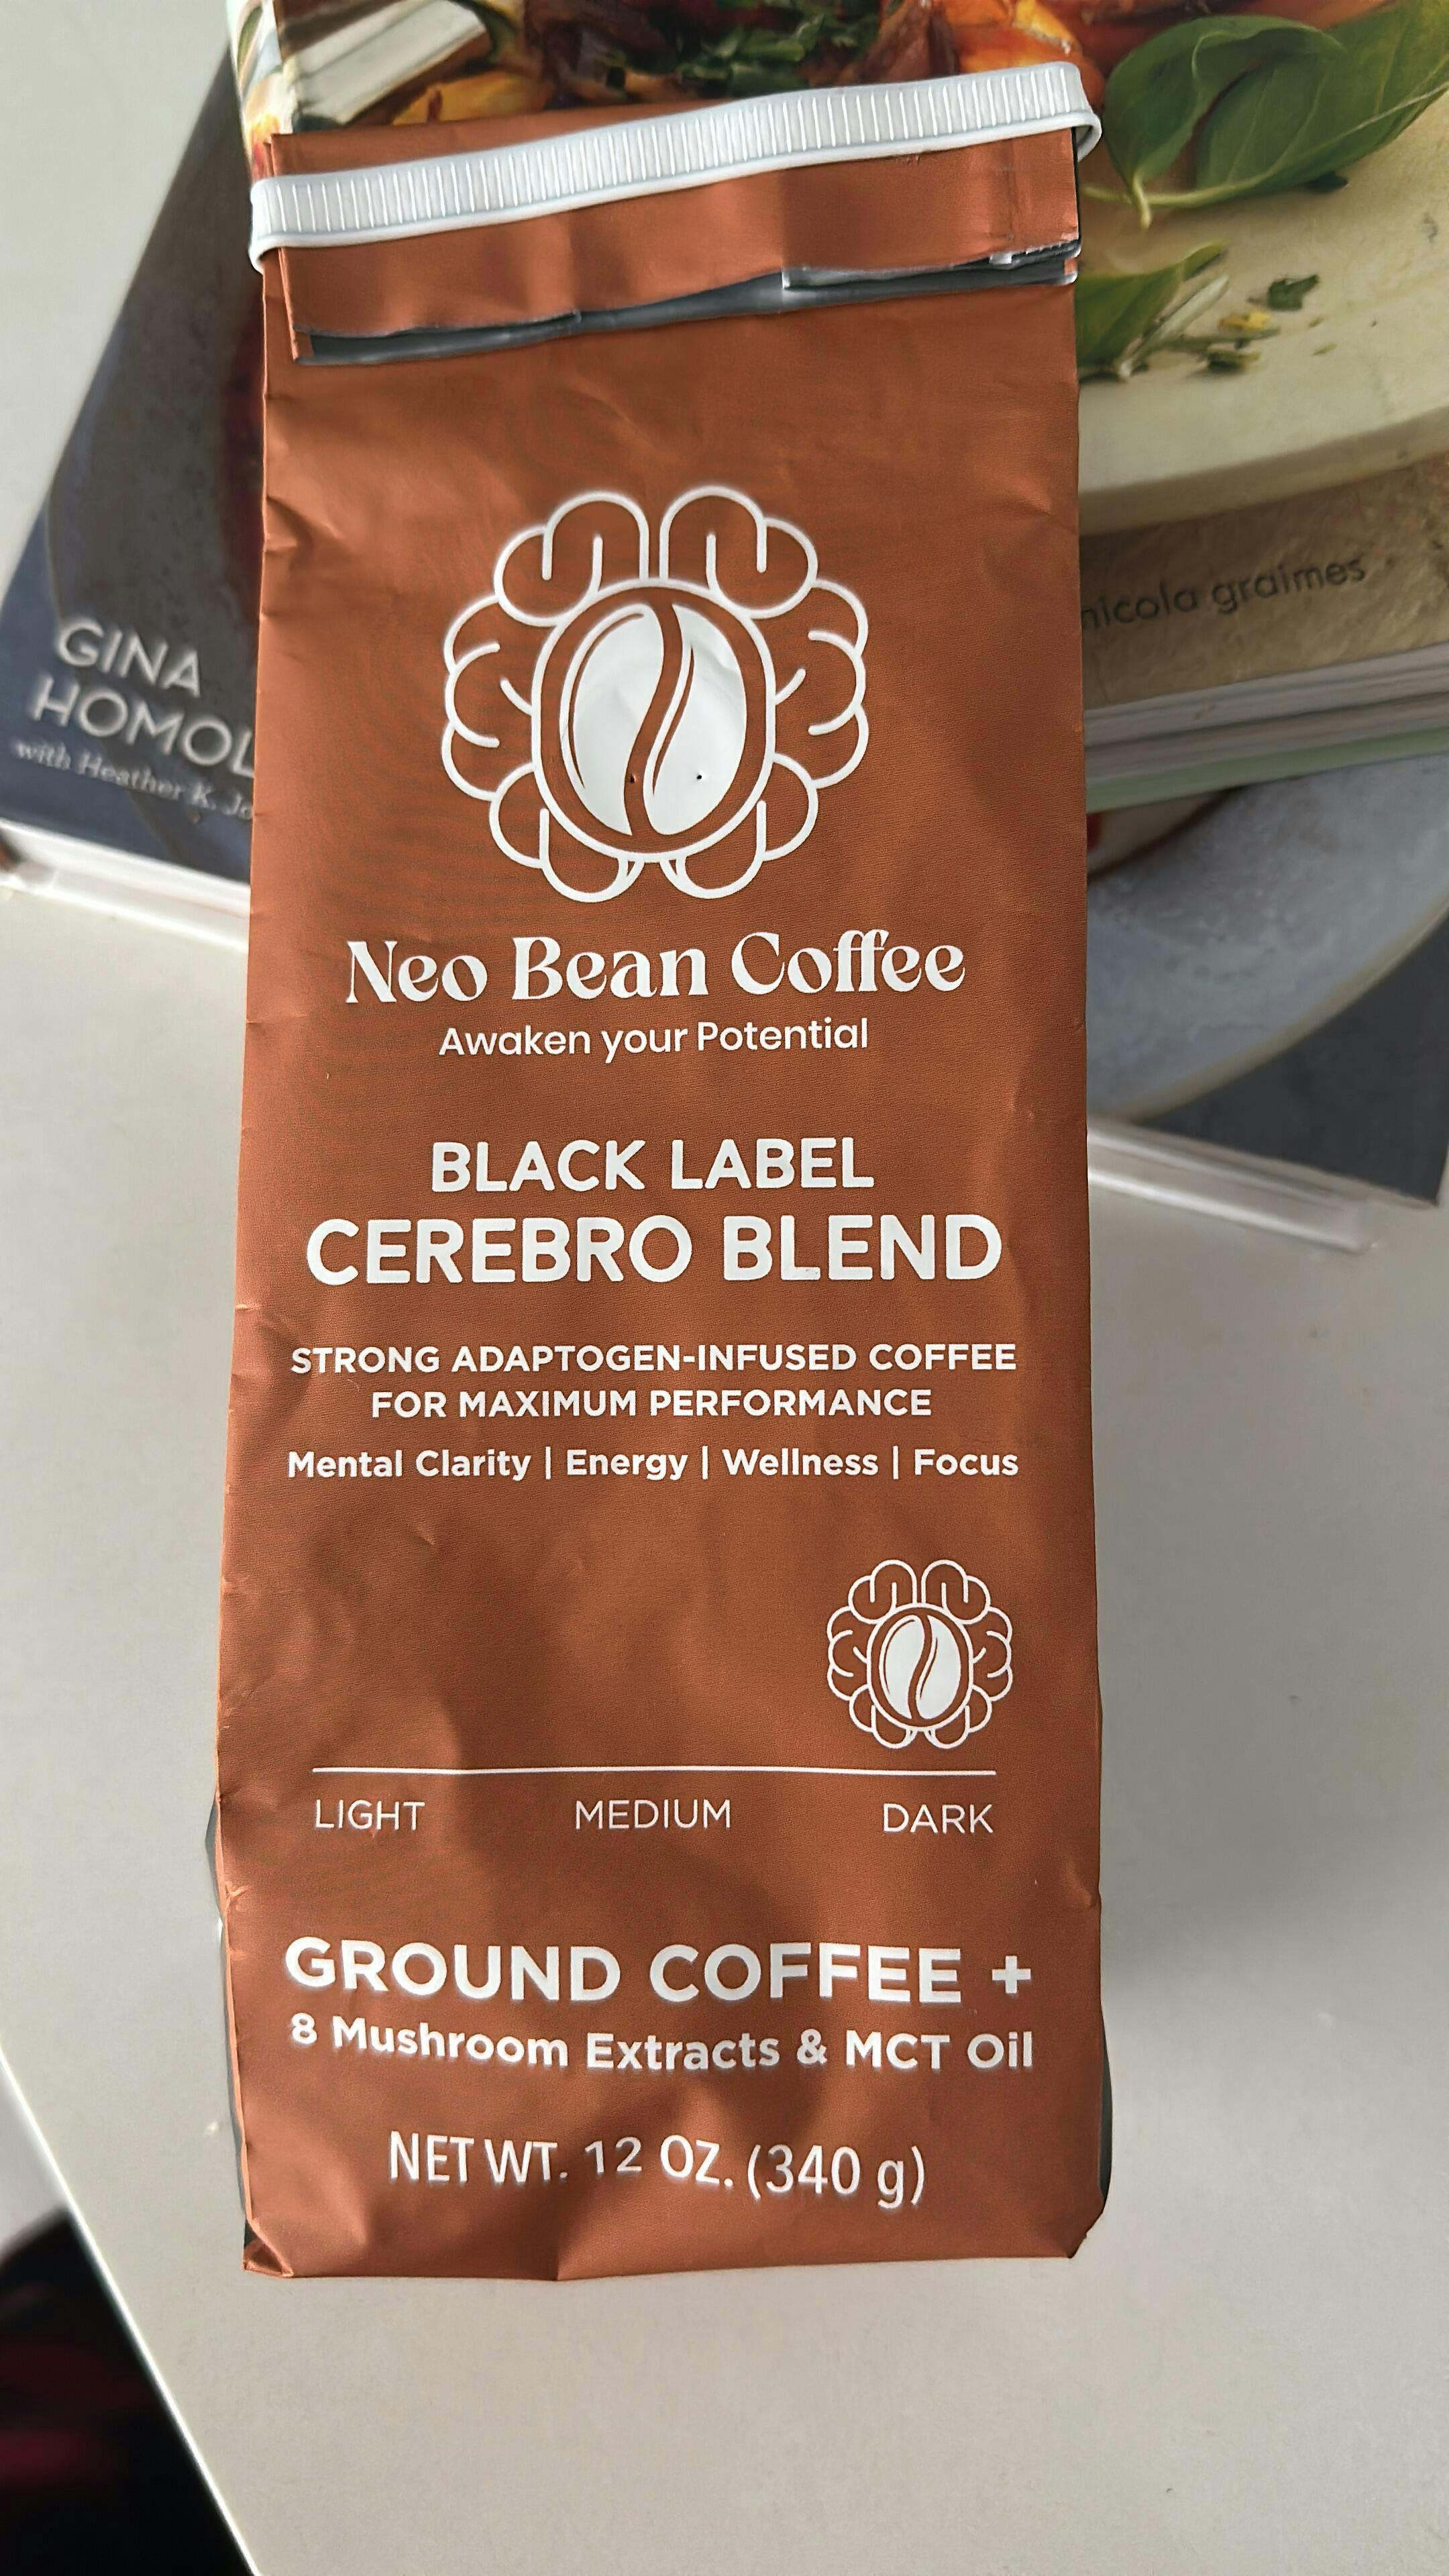 GINA
with Heather K.
nicola graimes
Neo Bean Coffee
Awaken your Potential
BLACK LABEL
CEREBRO BLEND
STRONG ADAPTOGEN-INFUSED COFFEE
FOR MAXIMUM PERFORMANCE
Mental Clarity | Energy | Wellness | Focus
LIGHT MEDIUM DARK
GROUND COFFEE +
8 Mushroom Extracts & MCT Oil
NET WT. 12 OZ. (340 g)